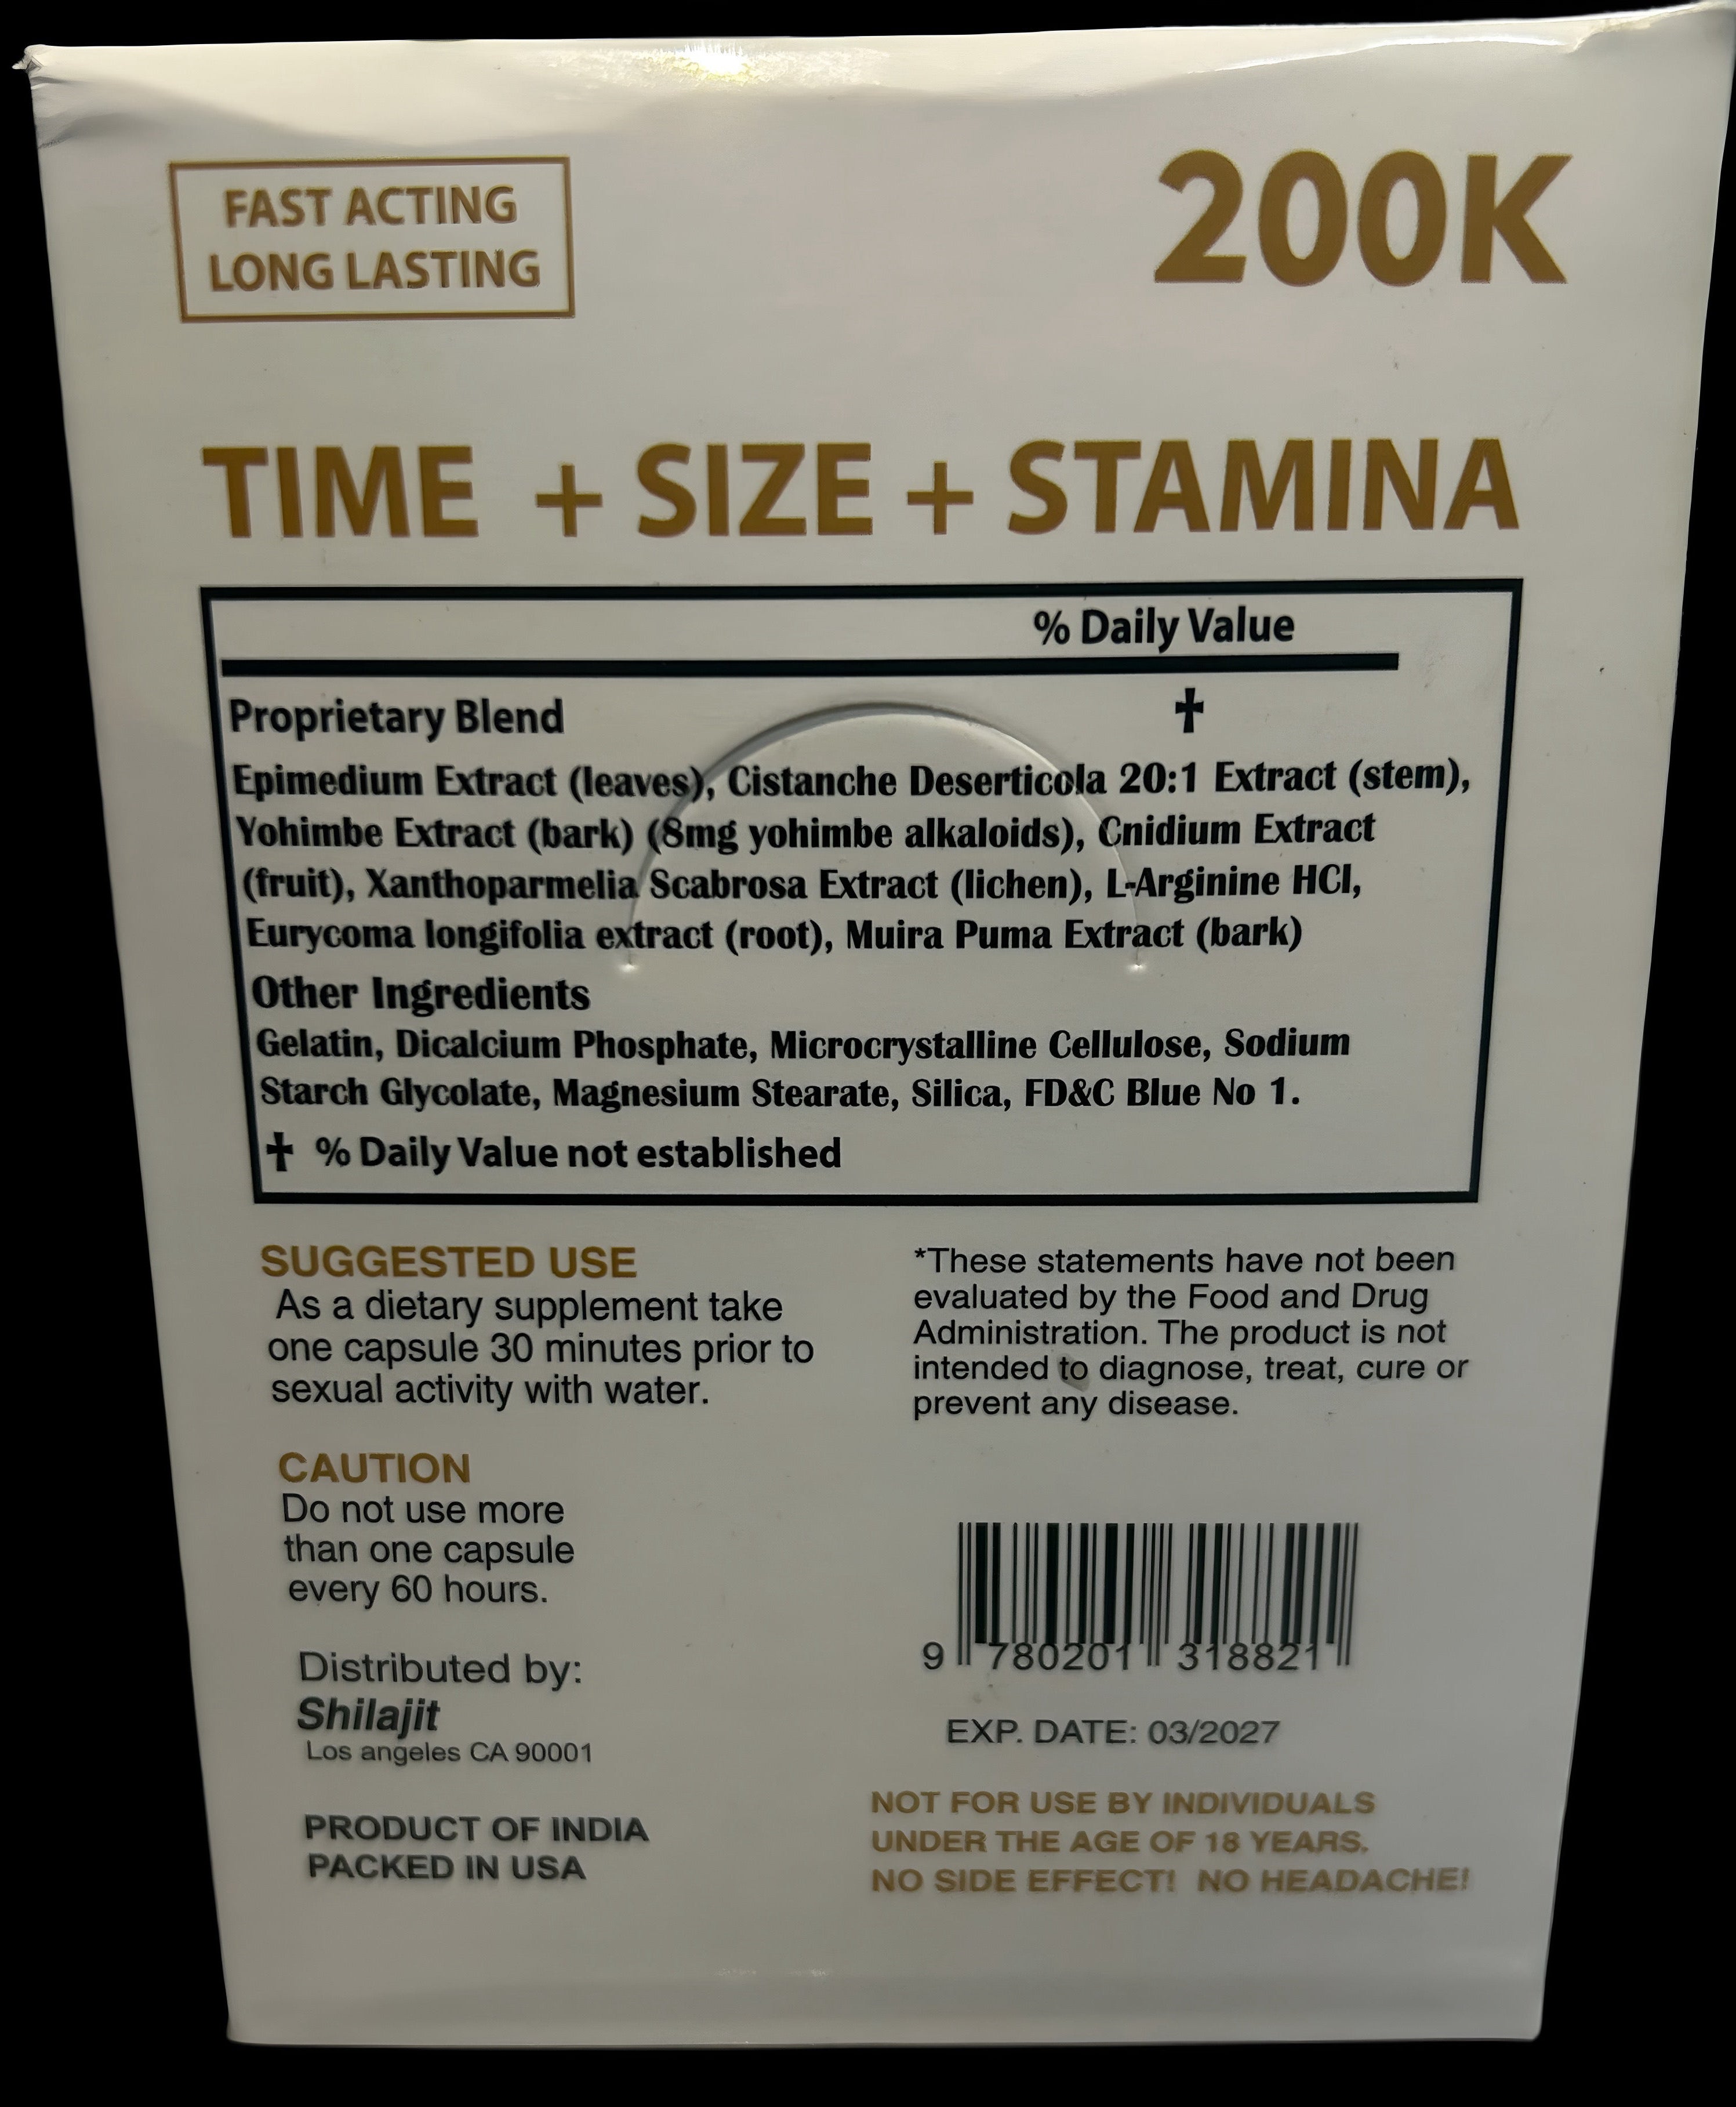 FAST ACTING
LONG LASTING
200K
TIME + SIZE + STAMINA
% Daily Value
Proprietary Blend †
Epimedium Extract (leaves), Cistanche Deserticola 20:1 Extract (stem),
Yohimbe Extract (bark) (8mg yohimbe alkaloids), Cnidium Extract
(fruit), Xanthoparmelia Scabrosa Extract (lichen), L-Arginine HCl,
Eurycoma longifolia extract (root), Muira Puma Extract (bark)
Other Ingredients
Gelatin, Dicalcium Phosphate, Microcrystalline Cellulose, Sodium
Starch Glycolate, Magnesium Stearate, Silica, FD&C Blue No 1.
† % Daily Value not established
SUGGESTED USE
As a dietary supplement take
one capsule 30 minutes prior to
sexual activity with water.
CAUTION
Do not use more
than one capsule
every 60 hours.
Distributed by:
Shilajit
Los angeles CA 90001
PRODUCT OF INDIA
PACKED IN USA
*These statements have not been
evaluated by the Food and Drug
Administration. The product is not
intended to diagnose, treat, cure or
prevent any disease.
9 780201 318821
EXP. DATE: 03/2027
NOT FOR USE BY INDIVIDUALS
UNDER THE AGE OF 18 YEARS.
NO SIDE EFFECT! NO HEADACHE!